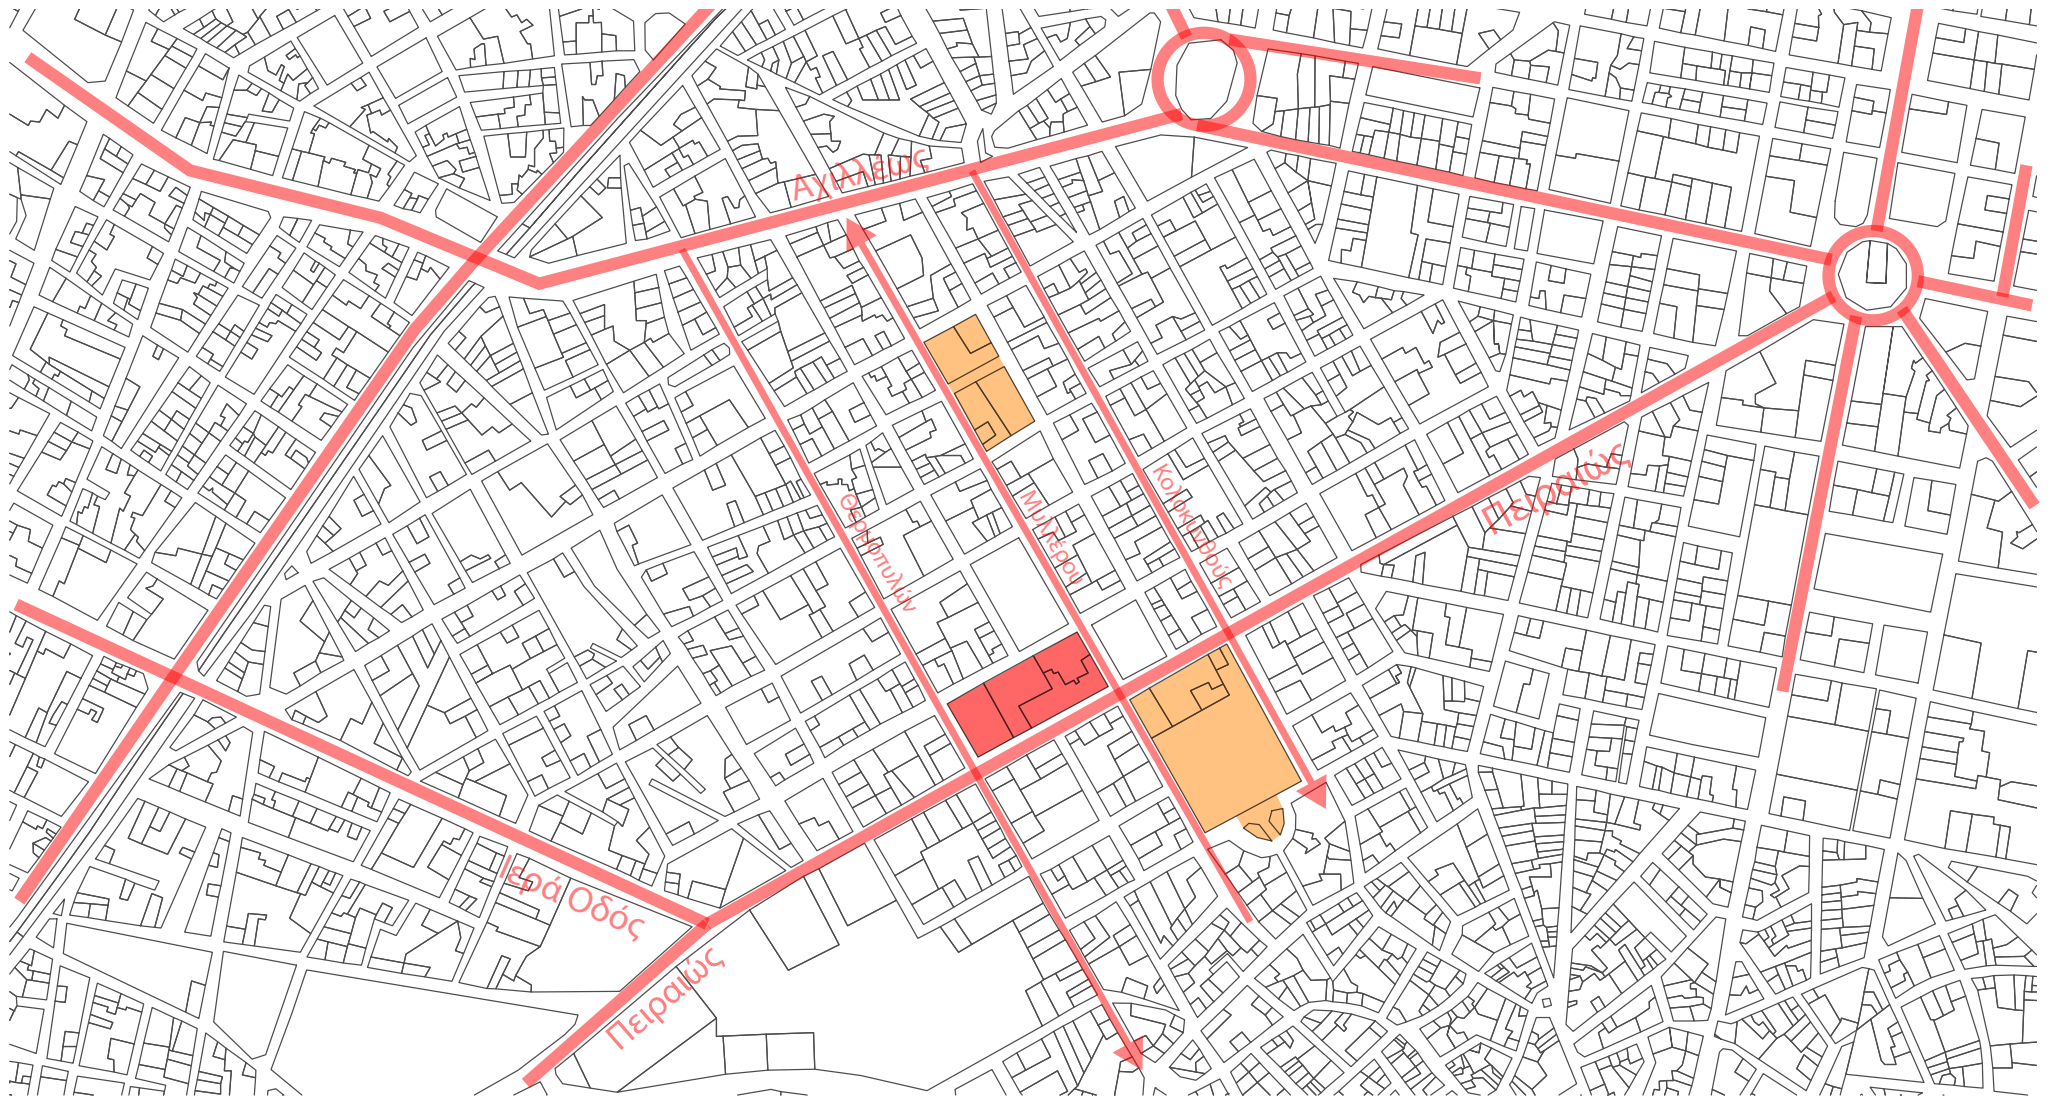 Αχιλλέως
Θερμοπυλών
Μυλλέρου
Κολοκυνθούς
Πειραιώς
Ιερά Οδός
Πειραιώς